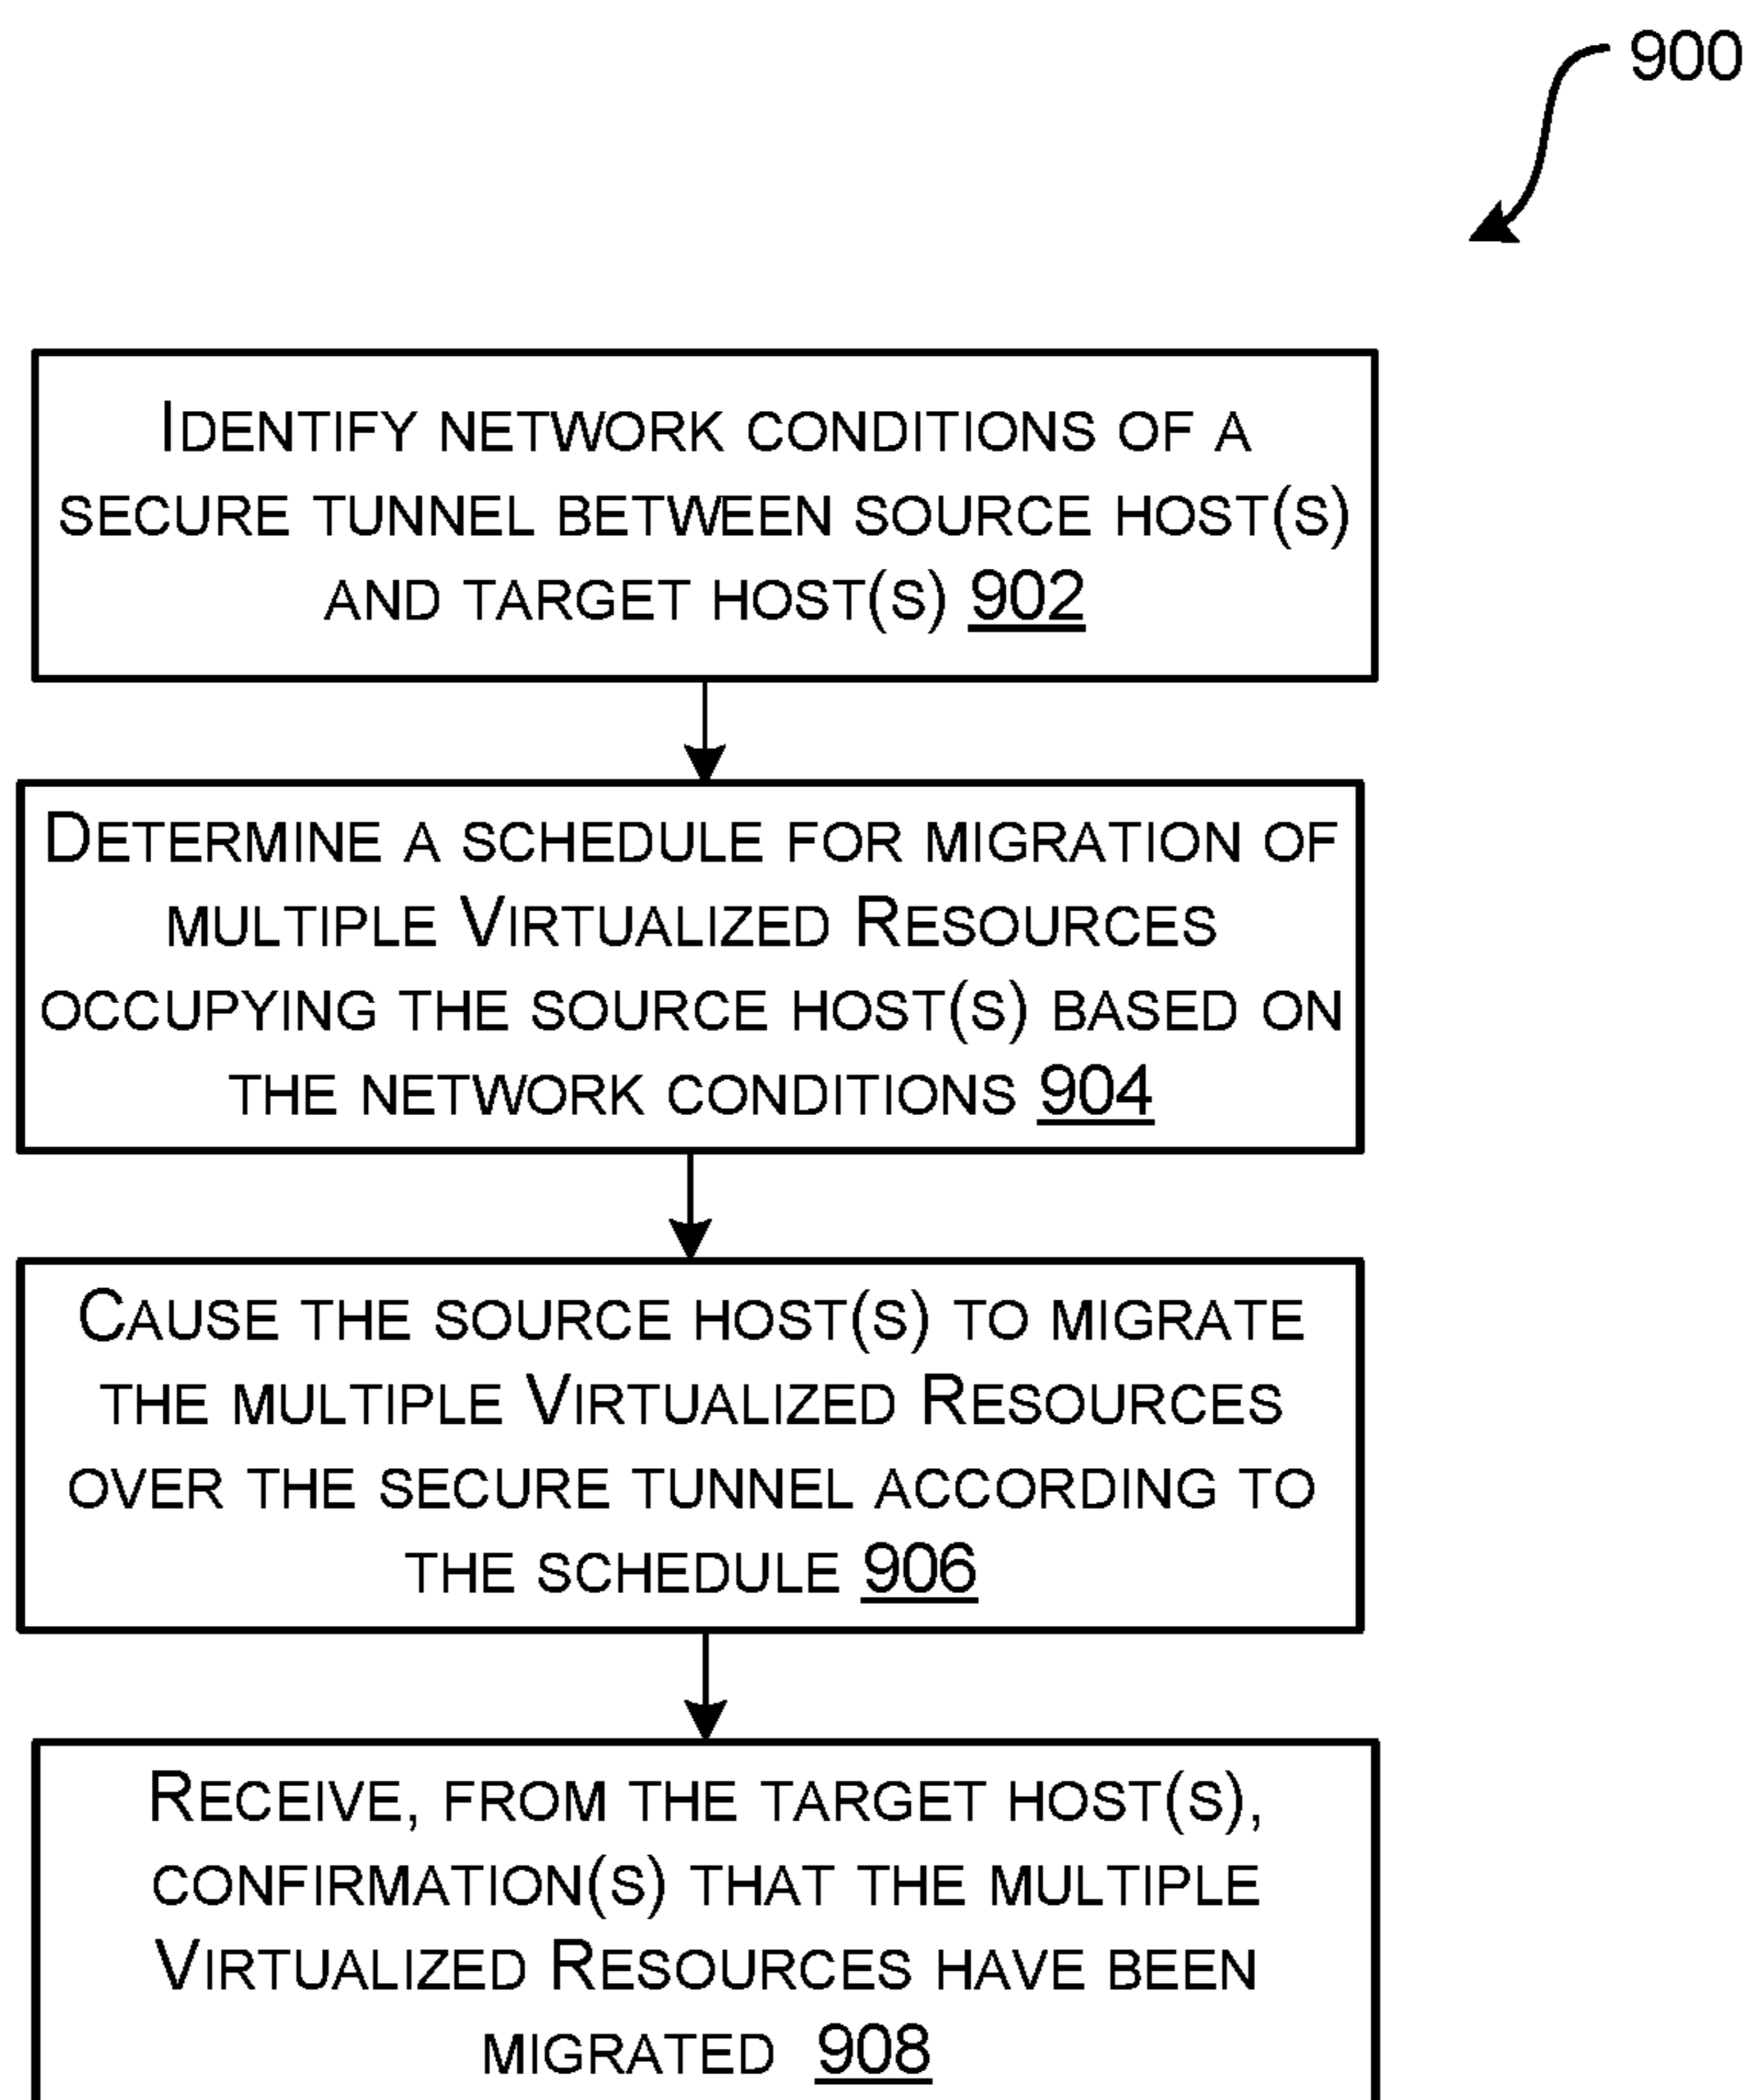 900
Identify network conditions of a
secure tunnel between source host(s)
and target host(s) 902
Determine a schedule for migration of
multiple Virtualized Resources
occupying the source host(s) based on
the network conditions 904
Cause the source host(s) to migrate
the multiple Virtualized Resources
over the secure tunnel according to
the schedule 906
Receive, from the target host(s),
confirmation(s) that the multiple
Virtualized Resources have been
migrated 908